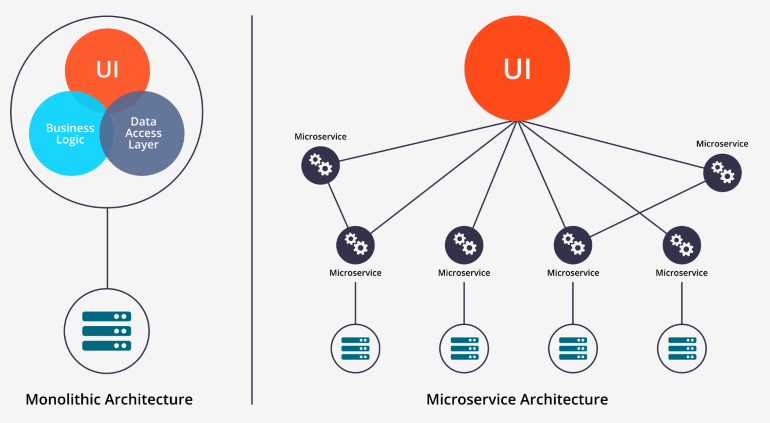 UI
Business
Logic
Data
Access
Layer
Monolithic Architecture
UI
Microservice
Microservice
Microservice
Microservice
Microservice
Microservice
Microservice Architecture